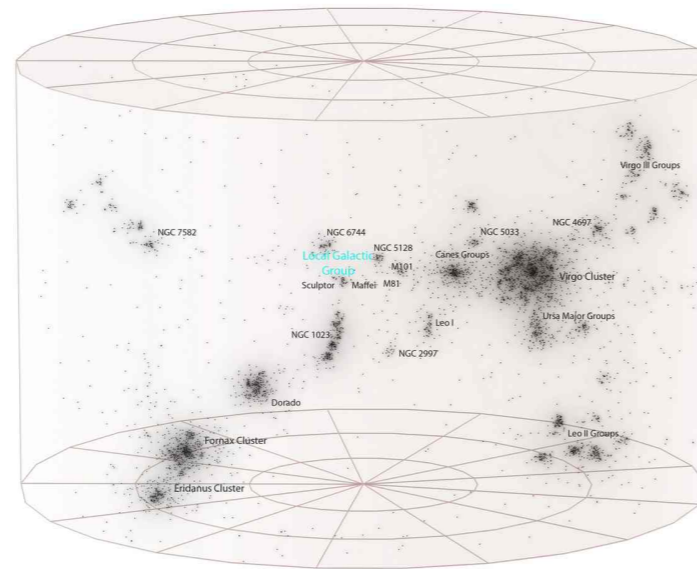 Virgo III Groups
NGC 7582
NGC 6744
NGC 5033
NGC 4697
NGC 5128
Local Galactic
Group
M101
Canes Groups
Virgo Cluster
Sculptor
Maffei
M81
Ursa Major Groups
Leo I
NGC 1023
NGC 2997
Dorado
Leo II Groups
Fornax Cluster
Eridanus Cluster